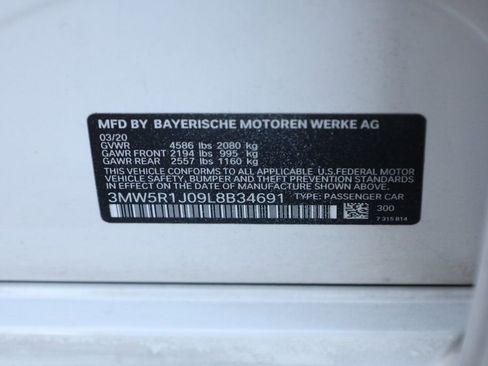 MFD BY BAYERISCHE MOTOREN WERKE AG
03/20
GVWR 4586 lbs 2080 kg
GAWR FRONT 2194 lbs 995 kg
GAWR REAR 2557 lbs 1160 kg
THIS VEHICLE CONFORMS TO ALL APPLICABLE U.S.FEDERAL MOTOR
VEHICLE SAFETY, BUMPER AND THEFT PREVENTION STANDARDS IN EFFECT
ON THE DATE OF MANUFACTURE SHOWN ABOVE.
3MW5R1J09L8B34691 TYPE: PASSENGER CAR
300
7 315 814